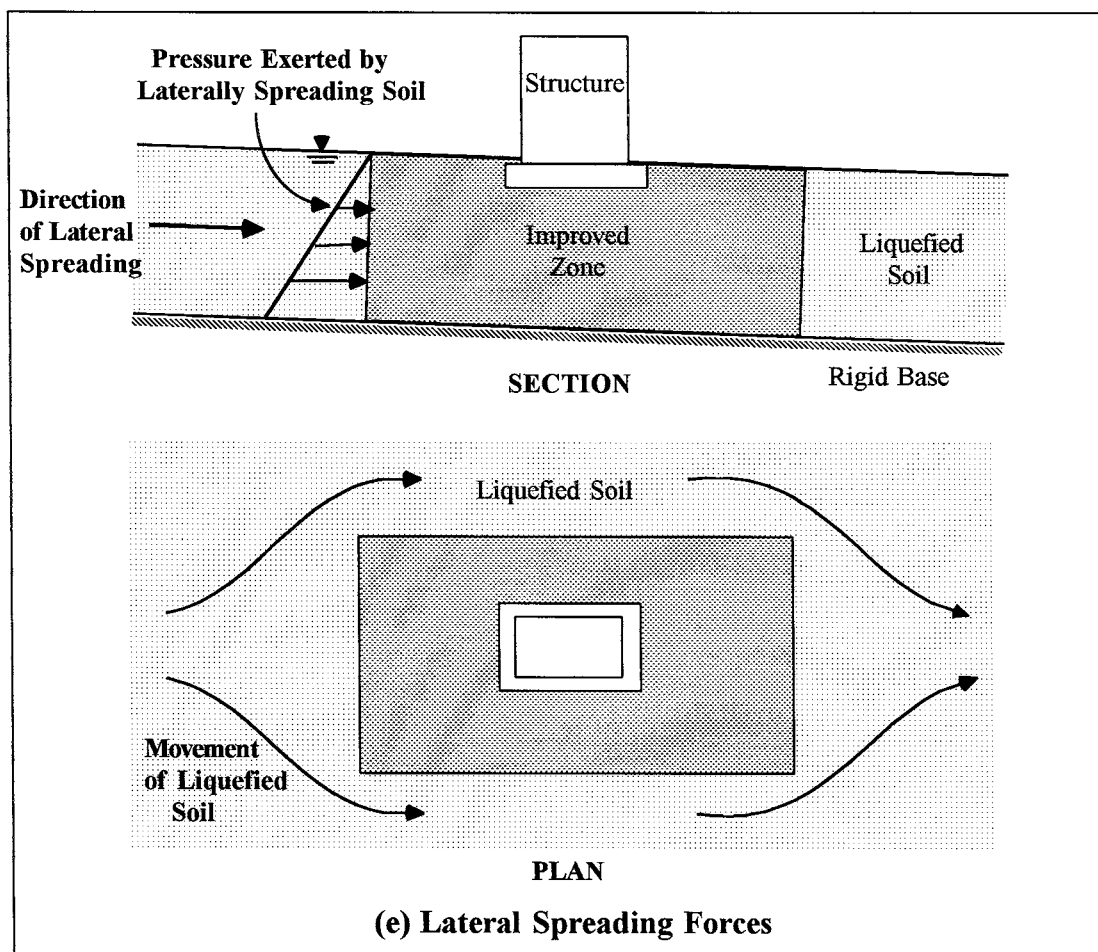 Pressure Exerted by
Laterally Spreading Soil
Structure
Direction
of Lateral
Spreading
Improved
Zone
Liquefied
Soil
SECTION
Rigid Base
Liquefied Soil
Movement
of Liquefied
Soil
PLAN
(e) Lateral Spreading Forces